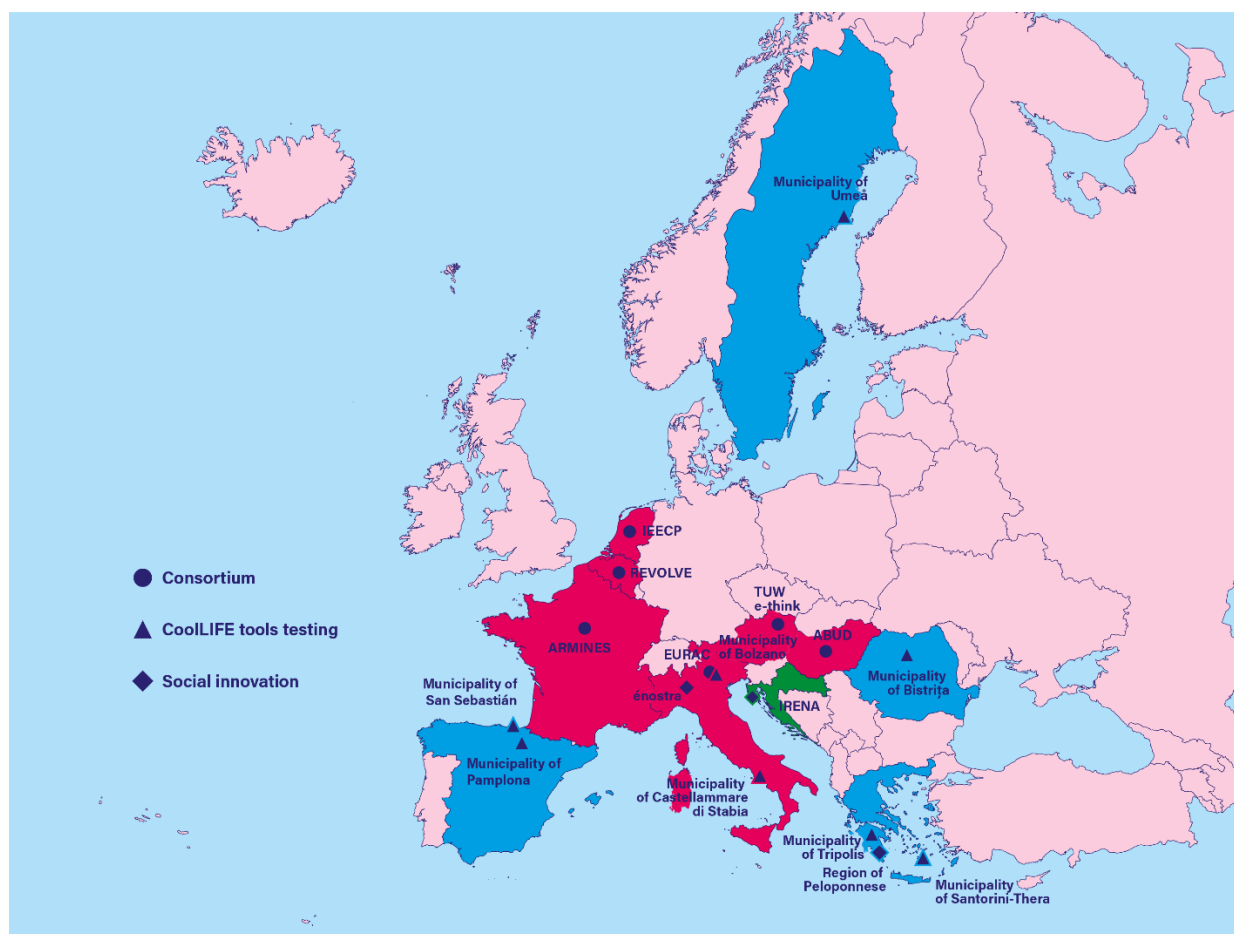 Municipality of
Umeå
IEECP
REVOLVE
TUW
e-think
ARMINES
EURAC
Municipality
of Bolzano
ABUD
énostra
IRENA
Municipality
of Bistrița
Consortium
CoolLIFE tools testing
Social innovation
Municipality of
San Sebastián
Municipality of
Pamplona
Municipality
of Castellammare
di Stabia
Municipality
of Tripolis
Region of
Peloponnese
Municipality
of Santorini-Thera